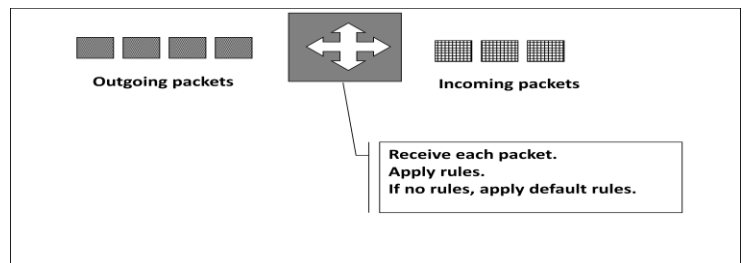 Outgoing packets
Incoming packets
Receive each packet.
Apply rules.
If no rules, apply default rules.